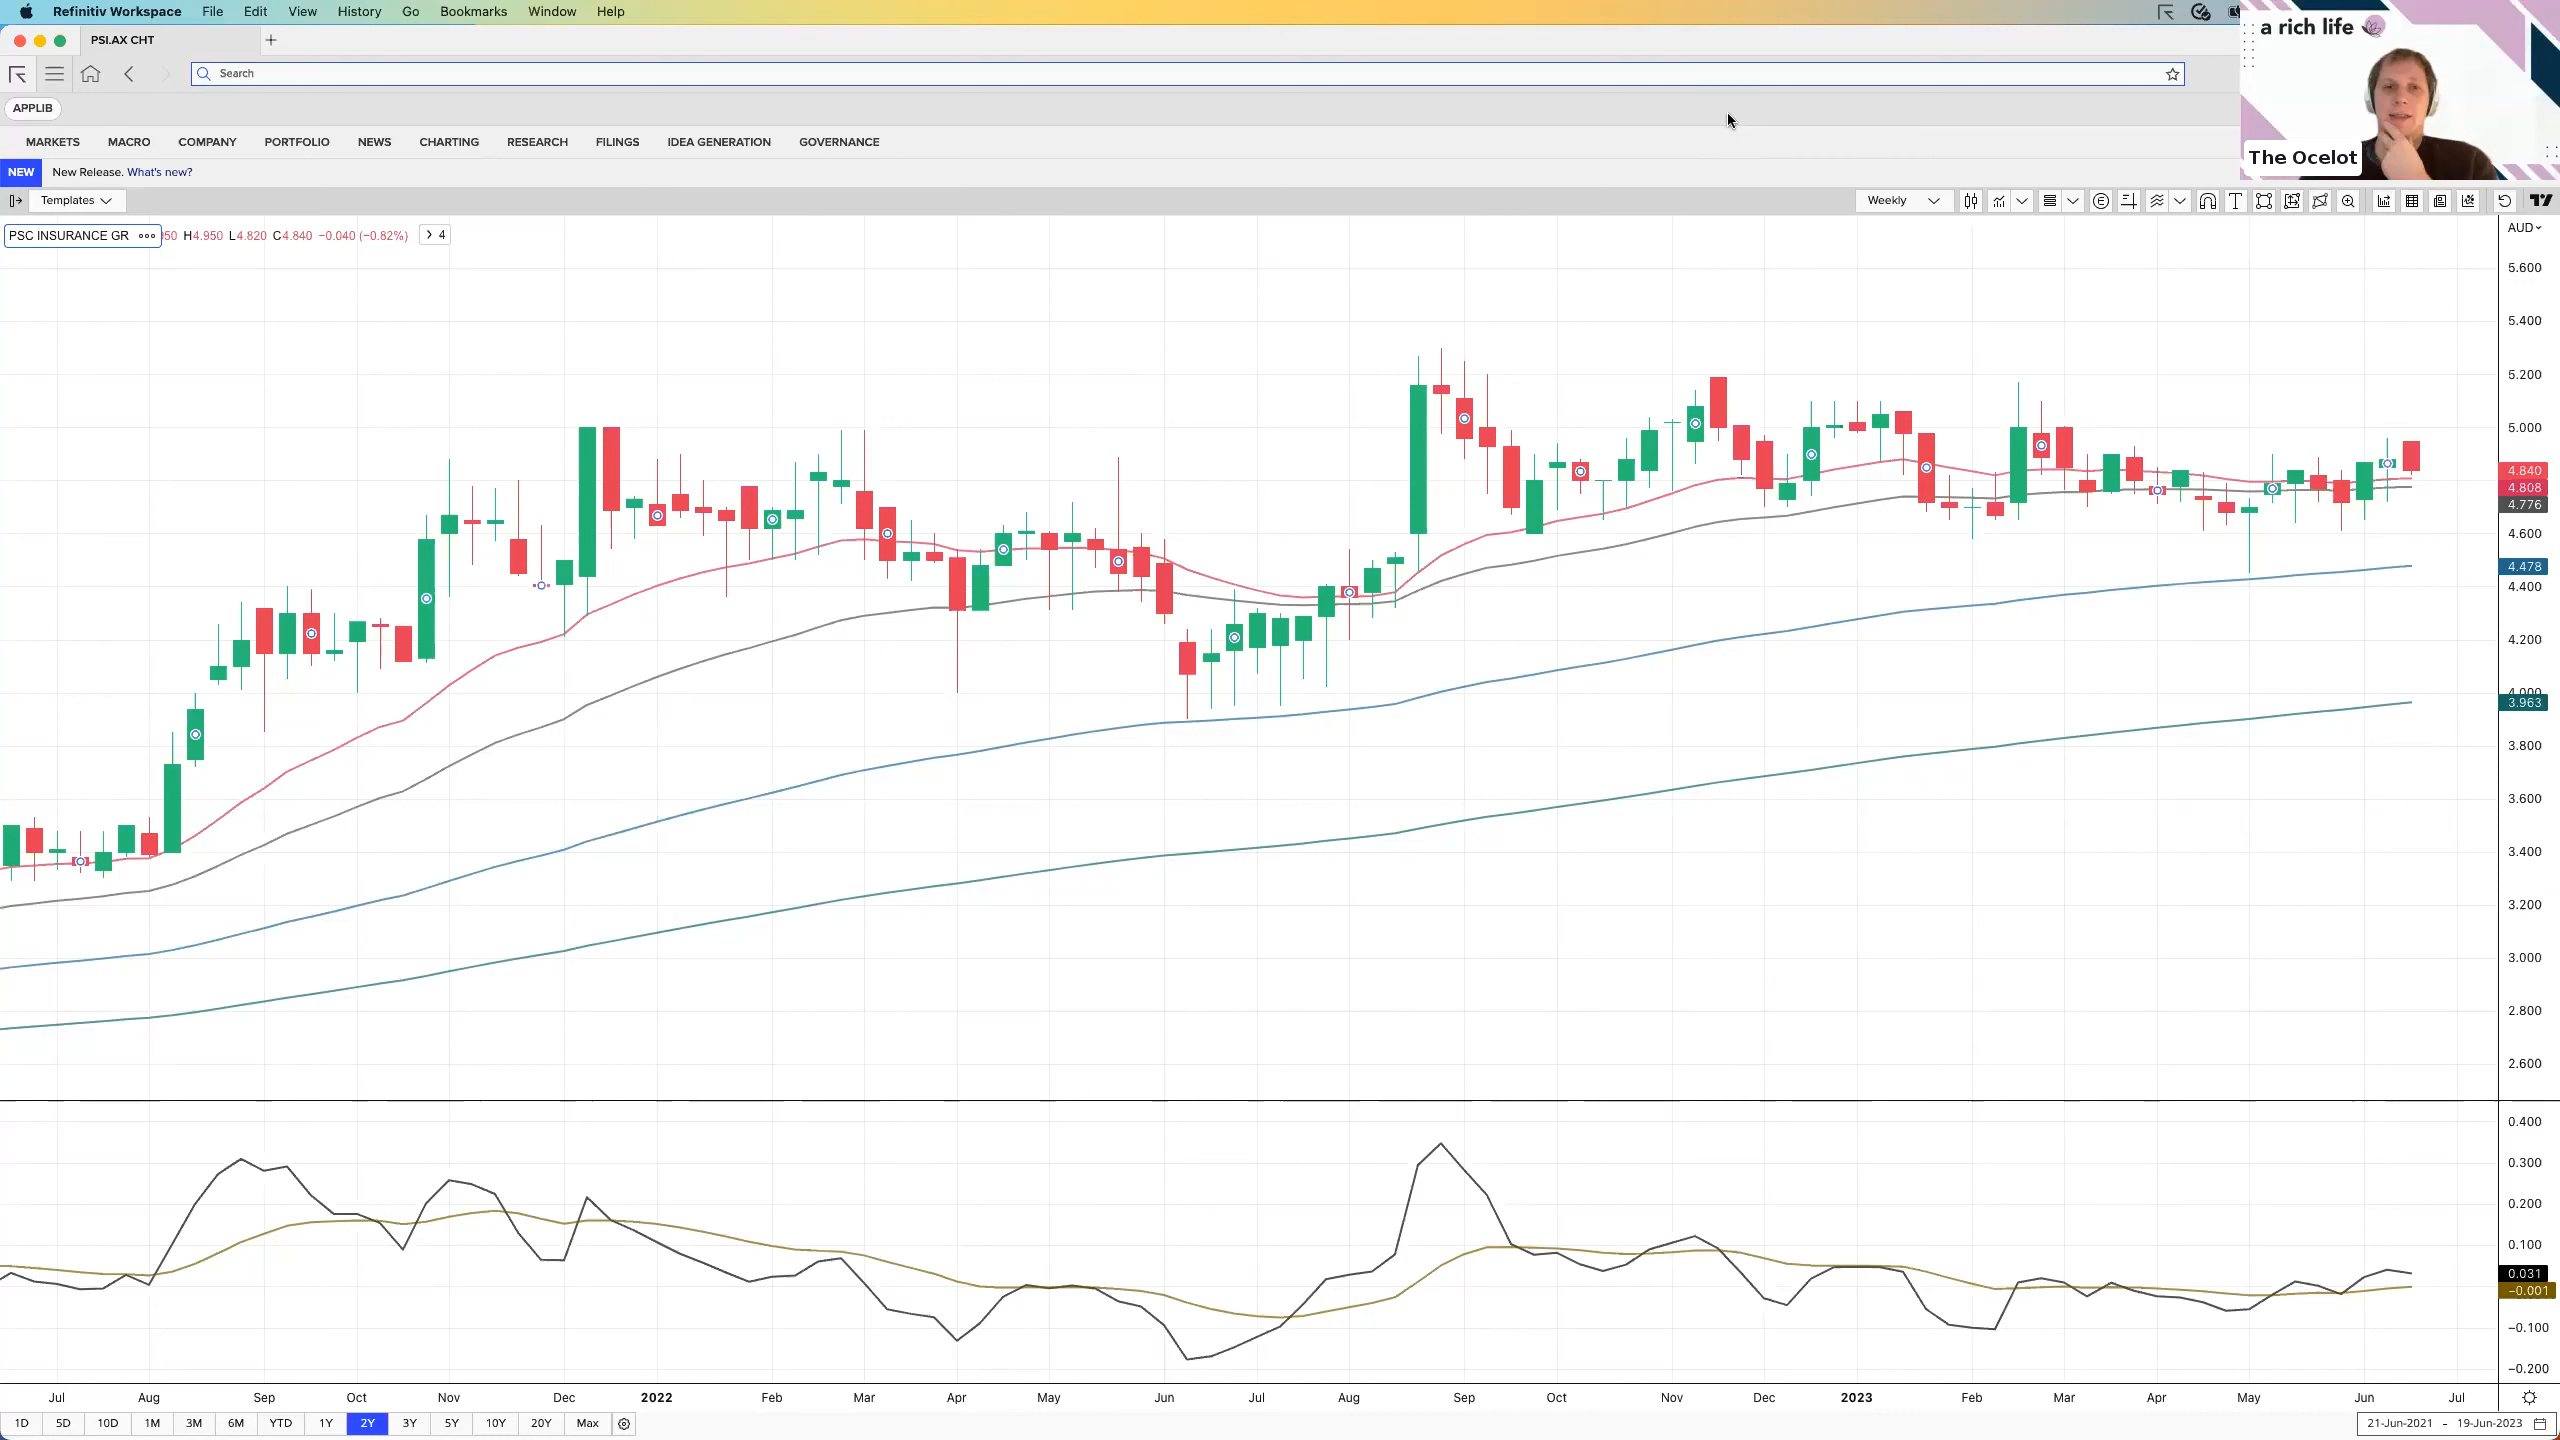 Refinitiv Workspace File Edit View History Go Bookmarks Window Help
a rich life
PSI.AX CHT
Search
APPLIB
MARKETS MACRO COMPANY PORTFOLIO NEWS CHARTING RESEARCH FILINGS IDEA GENERATION GOVERNANCE
The Ocelot
NEW New Release. What's new?
Templates Weekly
PSC INSURANCE GR 950 H4.950 L4.820 C4.840 −0.040 (−0.82%) 4
AUD
5.600
5.400
5.200
5.000
4.840
4.808
4.776
4.600
4.478
4.400
4.200
4.000
3.963
3.800
3.600
3.400
3.200
3.000
2.800
2.600
0.400
0.300
0.200
0.100
0.031
−0.001
−0.100
−0.200
Jul Aug Sep Oct Nov Dec 2022 Feb Mar Apr May Jun Jul Aug Sep Oct Nov Dec 2023 Feb Mar Apr May Jun Jul
1D 5D 10D 1M 3M 6M YTD 1Y 2Y 3Y 5Y 10Y 20Y Max 21-Jun-2021 - 19-Jun-2023